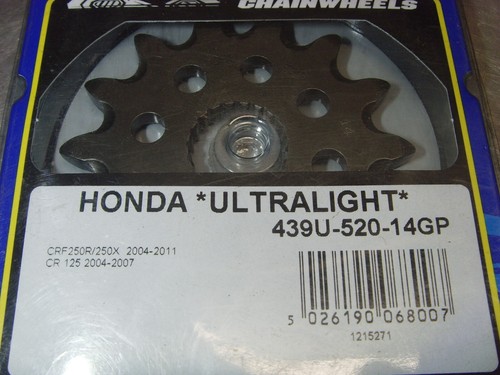 CHAINWHEELS
HONDA *ULTRALIGHT*
439U-520-14GP
CRF250R/250X 2004-2011
CR 125 2004-2007
5 026190 068007
1215271